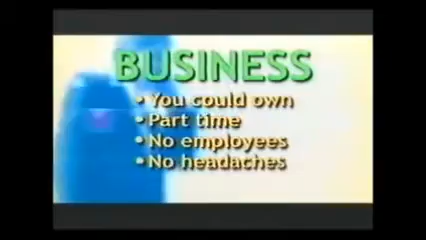 BUSINESS
• You could own
• Part time
• No employees
• No headaches